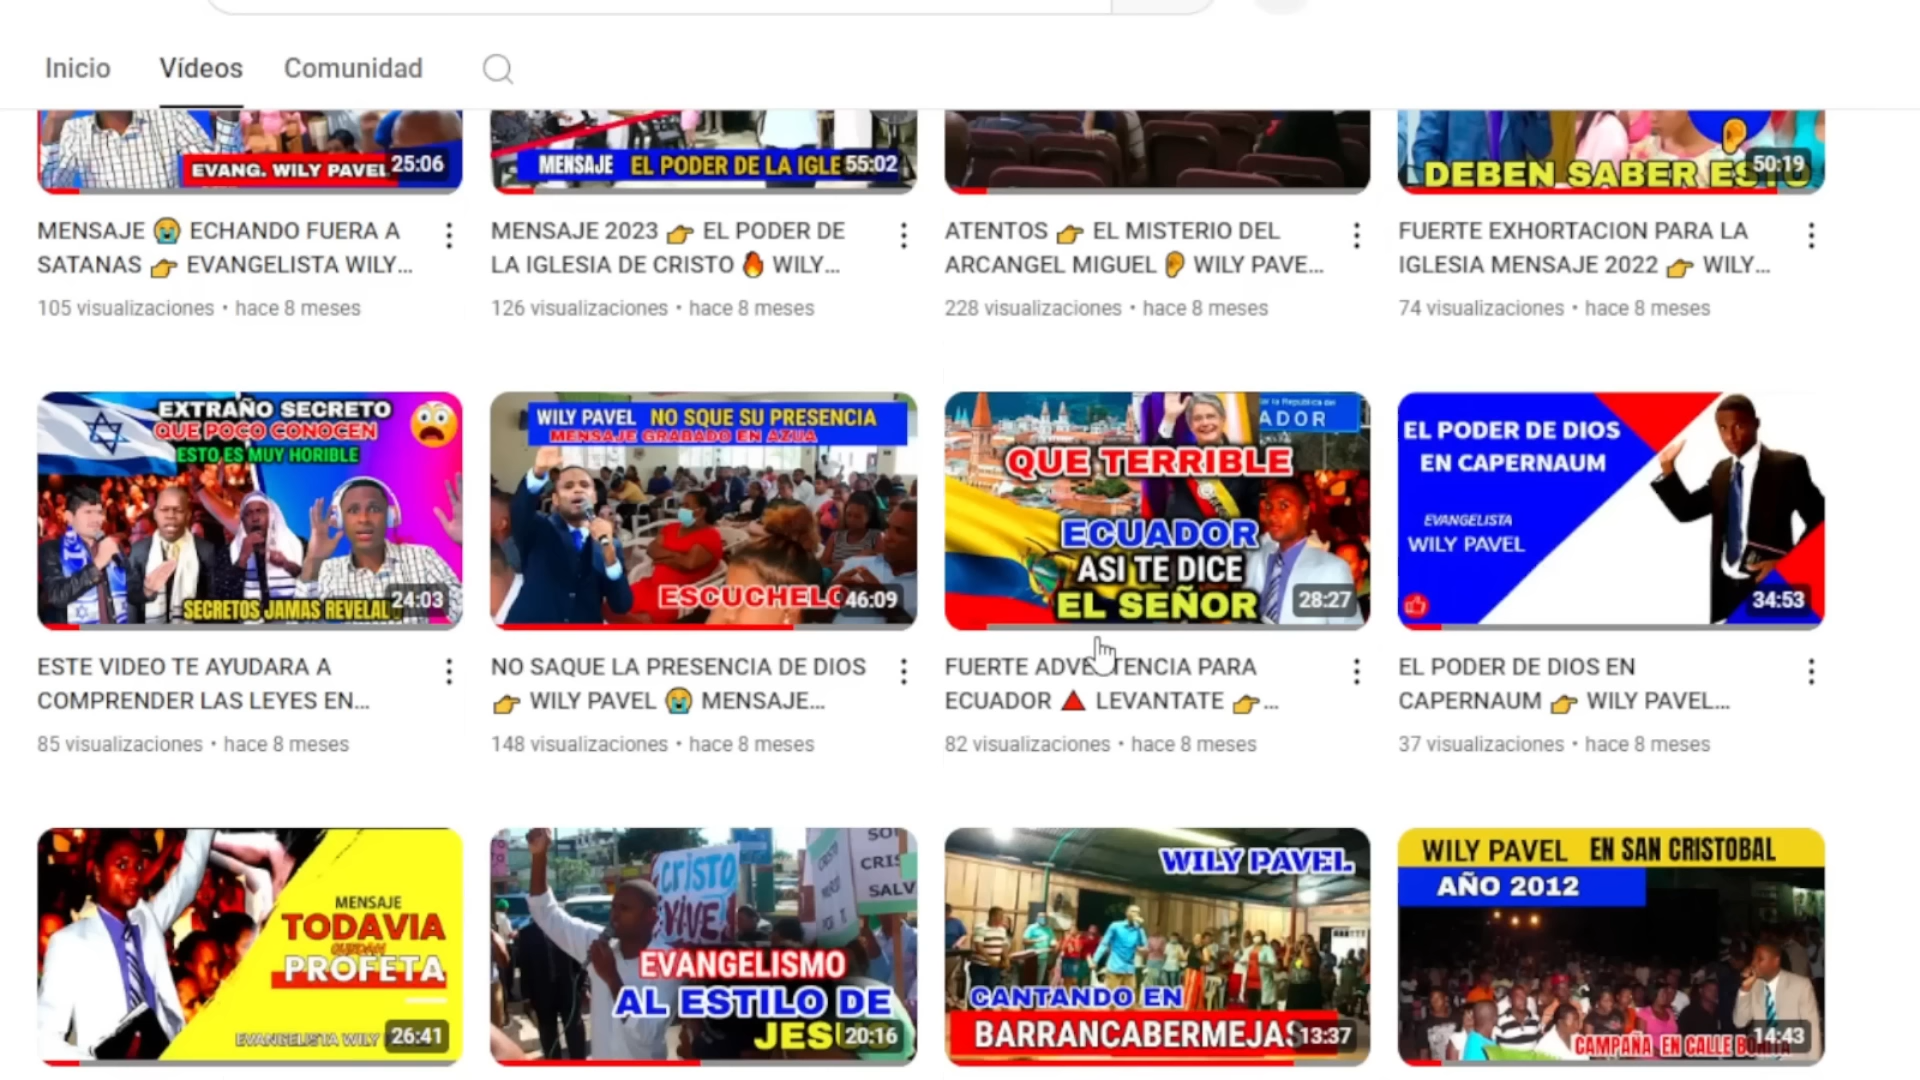 Inicio
Vídeos
Comunidad
EVANG. WILY PAVEL
25:06
MENSAJE EL PODER DE LA IGLE
55:02
DEBEN SABER ESTO
50:19
MENSAJE 😭 ECHANDO FUERA A
SATANAS 👉 EVANGELISTA WILY...
105 visualizaciones • hace 8 meses
MENSAJE 2023 👉 EL PODER DE
LA IGLESIA DE CRISTO 🔥 WILY...
126 visualizaciones • hace 8 meses
ATENTOS 👉 EL MISTERIO DEL
ARCANGEL MIGUEL 👂 WILY PAVE...
228 visualizaciones • hace 8 meses
FUERTE EXHORTACION PARA LA
IGLESIA MENSAJE 2022 👉 WILY...
74 visualizaciones • hace 8 meses
EXTRAÑO SECRETO
QUE POCO CONOCEN
ESTO ES MUY HORIBLE
SECRETOS JAMAS REVELAL
24:03
WILY PAVEL NO SQUE SU PRESENCIA
MENSAJE GRABADO EN AZUA
ESCUCHELO
46:09
ADOR
QUE TERRIBLE
ECUADOR
ASI TE DICE
EL SEÑOR
28:27
EL PODER DE DIOS
EN CAPERNAUM
EVANGELISTA
WILY PAVEL
34:53
ESTE VIDEO TE AYUDARA A
COMPRENDER LAS LEYES EN...
85 visualizaciones • hace 8 meses
NO SAQUE LA PRESENCIA DE DIOS
👉 WILY PAVEL 😭 MENSAJE...
148 visualizaciones • hace 8 meses
FUERTE ADVERTENCIA PARA
ECUADOR 🔺 LEVANTATE 👉...
82 visualizaciones • hace 8 meses
EL PODER DE DIOS EN
CAPERNAUM 👉 WILY PAVEL...
37 visualizaciones • hace 8 meses
MENSAJE
TODAVIA
PROFETA
EVANGELISTA WILY
26:41
CRISTO
VIVE
CRIS
SALV
EVANGELISMO
AL ESTILO DE
JESU
20:16
WILY PAVEL
CANTANDO EN
BARRANCABERMEJAS
13:37
WILY PAVEL EN SAN CRISTOBAL
AÑO 2012
CAMPAÑA EN CALLE BONITA
14:43